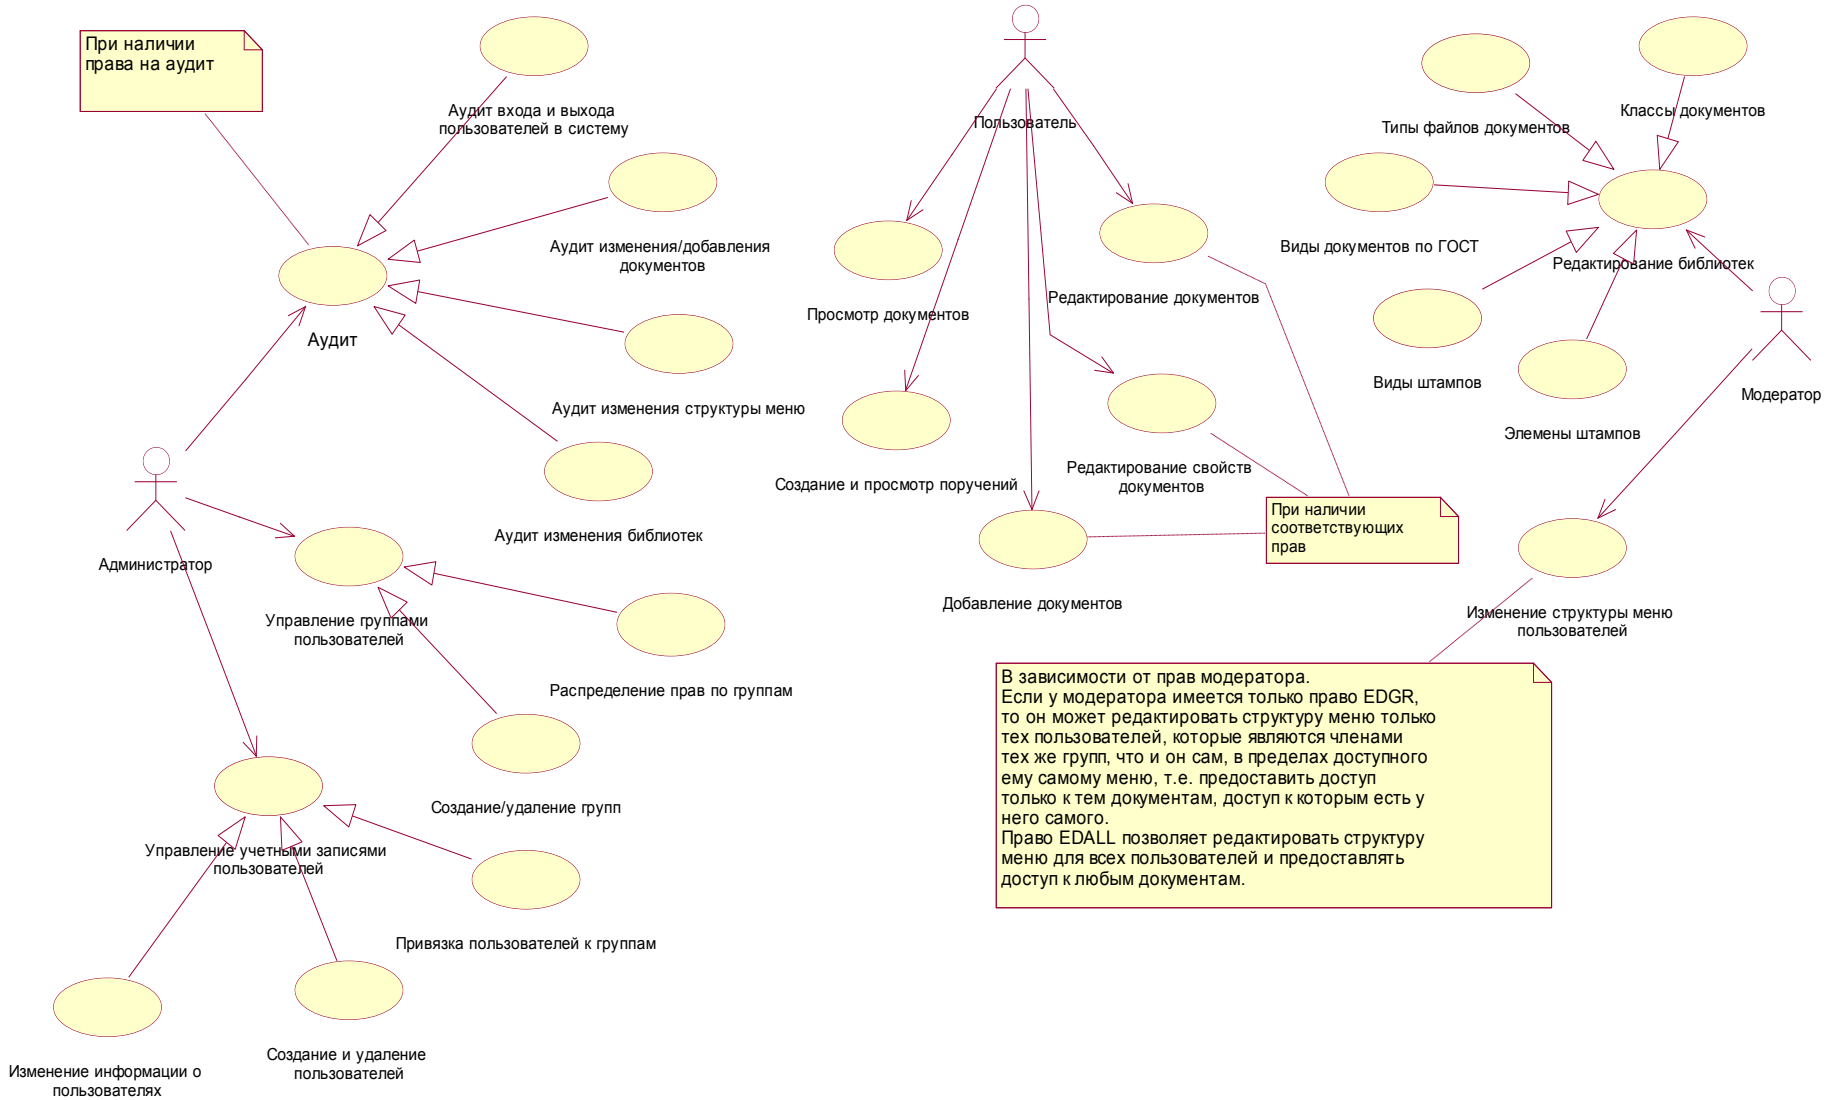 При наличии
права на аудит
Аудит входа и выхода
пользователей в систему
Аудит изменения/добавления
документов
Аудит
Аудит изменения структуры меню
Аудит изменения библиотек
Администратор
Управление группами
пользователей
Распределение прав по группам
Создание/удаление групп
Управление учетными записями
пользователей
Привязка пользователей к группам
Создание и удаление
пользователей
Изменение информации о
пользователях
Пользователь
Просмотр документов
Редактирование документов
Создание и просмотр поручений
Редактирование свойств
документов
При наличии
соответствующих
прав
Добавление документов
Классы документов
Типы файлов документов
Виды документов по ГОСТ
Редактирование библиотек
Виды штампов
Элемены штампов
Модератор
Изменение структуры меню
пользователей
В зависимости от прав модератора.
Если у модератора имеется только право EDGR,
то он может редактировать структуру меню только
тех пользователей, которые являются членами
тех же групп, что и он сам, в пределах доступного
ему самому меню, т.е. предоставить доступ
только к тем документам, доступ к которым есть у
него самого.
Право EDALL позволяет редактировать структуру
меню для всех пользователей и предоставлять
доступ к любым документам.